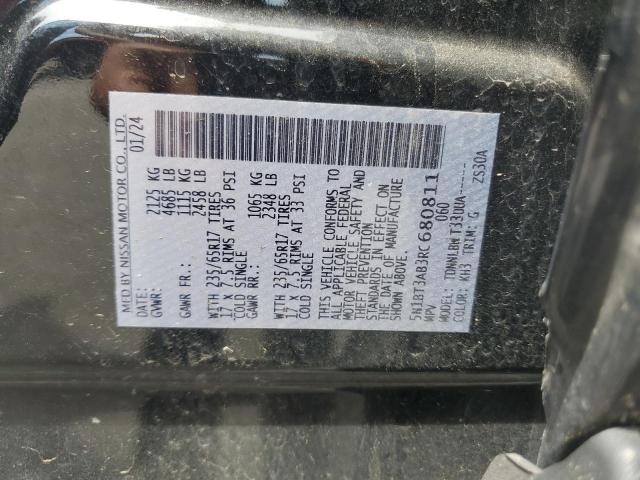 MFD BY NISSAN MOTOR CO., LTD.
DATE: 01/24
GVWR: 2125 KG
4685 LB
GAWR FR.: 1115 KG
2458 LB
WITH 235/65R17 TIRES
17 X 7.5 RIMS AT 36 PSI
COLD SINGLE
GAWR RR.: 1065 KG
2348 LB
WITH 235/65R17 TIRES
17 X 7.5 RIMS AT 33 PSI
COLD SINGLE
THIS VEHICLE CONFORMS TO
ALL APPLICABLE FEDERAL
MOTOR VEHICLE SAFETY AND
THEFT PREVENTION
STANDARDS IN EFFECT ON
THE DATE OF MANUFACTURE
SHOWN ABOVE.
5N1BT3AB3RC680811
MPV 060
MODEL: TDMNLBW T33UUA-------
COLOR: KH3 TRIM: G ZS30A